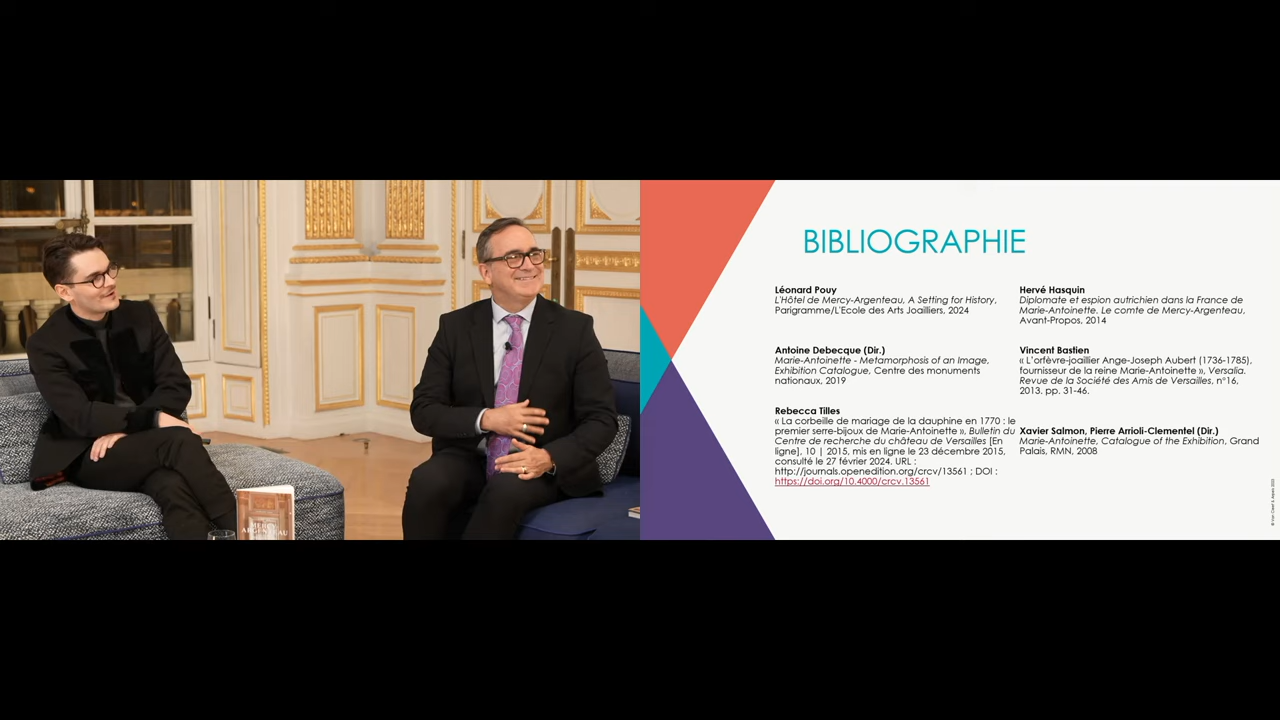 BIBLIOGRAPHIE
Léonard Pouy
L'Hôtel de Mercy-Argenteau, A Setting for History,
Parigramme/L'Ecole des Arts Joailliers, 2024
Antoine Debecque (Dir.)
Marie-Antoinette - Metamorphosis of an Image,
Exhibition Catalogue, Centre des monuments
nationaux, 2019
Rebecca Tilles
« La corbeille de mariage de la dauphine en 1770 : le
premier serre-bijoux de Marie-Antoinette », Bulletin du
Centre de recherche du château de Versailles [En
ligne], 10 | 2015, mis en ligne le 23 décembre 2015,
consulté le 27 février 2024. URL :
http://journals.openedition.org/crcv/13561 ; DOI :
https://doi.org/10.4000/crcv.13561
Hervé Hasquin
Diplomate et espion autrichien dans la France de
Marie-Antoinette. Le comte de Mercy-Argenteau,
Avant-Propos, 2014
Vincent Bastien
« L'orfèvre-joaillier Ange-Joseph Aubert (1736-1785),
fournisseur de la reine Marie-Antoinette », Versalia.
Revue de la Société des Amis de Versailles, n°16,
2013. pp. 31-46.
Xavier Salmon, Pierre Arrioli-Clementel (Dir.)
Marie-Antoinette, Catalogue of the Exhibition, Grand
Palais, RMN, 2008